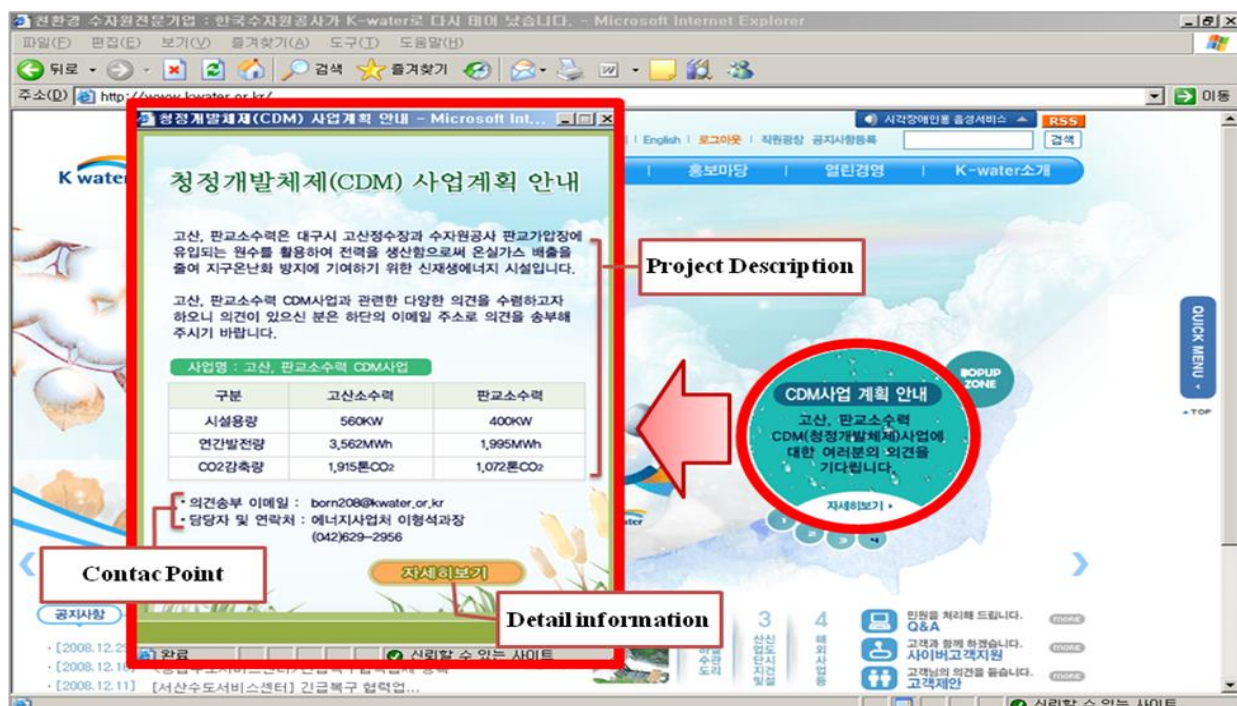 친환경 수자원전문기업 : 한국수자원공사가 K-water로 다시 태어 났습니다. - Microsoft Internet Explorer
파일(F) 편집(E) 보기(V) 즐겨찾기(A) 도구(T) 도움말(H)
뒤로 검색 즐겨찾기
주소(D) http://www.kwater.or.kr/ 이동
청정개발체제(CDM) 사업계획 안내 - Microsoft Int...
시각장애인용 음성서비스 RSS
English 로그아웃 직원광장 공지사항등록 검색
K water
홍보마당 열린경영 K-water소개
청정개발체제(CDM) 사업계획 안내
고산, 판교소수력은 대구시 고산정수장과 수자원공사 판교가압장에
유입되는 원수를 활용하여 전력을 생산함으로써 온실가스 배출을
줄여 지구온난화 방지에 기여하기 위한 신재생에너지 시설입니다.
Project Description
고산, 판교소수력 CDM사업과 관련한 다양한 의견을 수렴하고자
하오니 의견이 있으신 분은 하단의 이메일 주소로 의견을 송부해
주시기 바랍니다.
사업명 : 고산, 판교소수력 CDM사업
구분 고산소수력 판교소수력
시설용량 560KW 400KW
연간발전량 3,562MWh 1,995MWh
CO2감축량 1,915톤CO2 1,072톤CO2
· 의견송부 이메일 : born208@kwater.or.kr
· 담당자 및 연락처 : 에너지사업처 이형석과장
(042)629-2956
Contac Point
자세히보기
Detail information
완료 신뢰할 수 있는 사이트
POPUP
ZONE
CDM사업 계획 안내
고산, 판교소수력
CDM(청정개발체제)사업에
대한 여러분의 의견을
기다립니다.
자세히보기
1 2 3 4
QUICK MENU
TOP
공지사항
· [2008.12.29
· [2008.12.16
· [2008.12.11] [서산수도서비스센터] 긴급복구 협력업...
3
산업단지
4
해외사업 등
민원을 처리해 드립니다.
Q&A more
고객과 함께 하겠습니다.
사이버고객지원 more
고객님의 의견을 듣습니다.
고객제안 more
신뢰할 수 있는 사이트